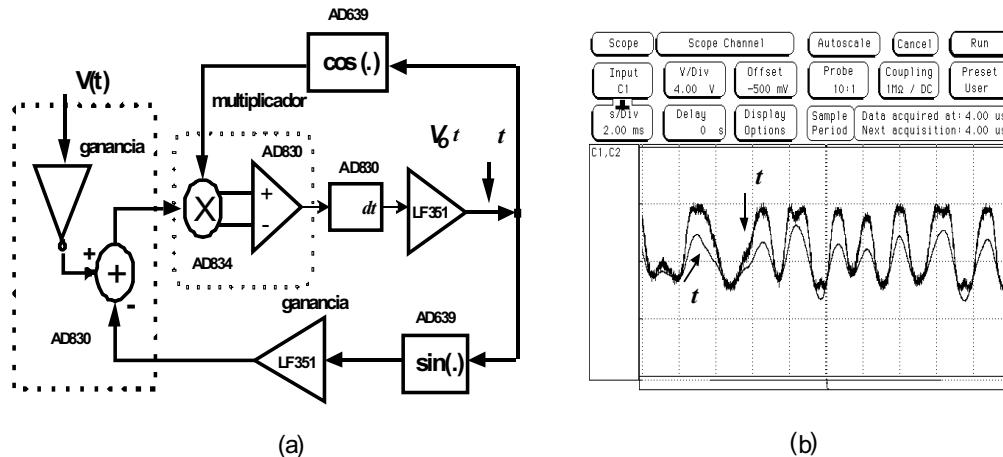 AD639
cos (.)
V(t)
multiplicador
ganancia
AD830
V₀ t
t
AD830
X
+
-
dt
LF351
+
+
-
AD834
AD830
ganancia
LF351
AD639
sin(.)
(a)
Scope
Scope Channel
Autoscale
Cancel
Run
Input
C1
V/Div
4.00 V
Offset
-500 mV
Probe
10:1
Coupling
1MΩ / DC
Preset
User
s/Div
2.00 ms
Delay
0 s
Display
Options
Sample
Period
Data acquired at: 4.00 us
Next acquisition: 4.00 us
C1,C2
t
t
(b)